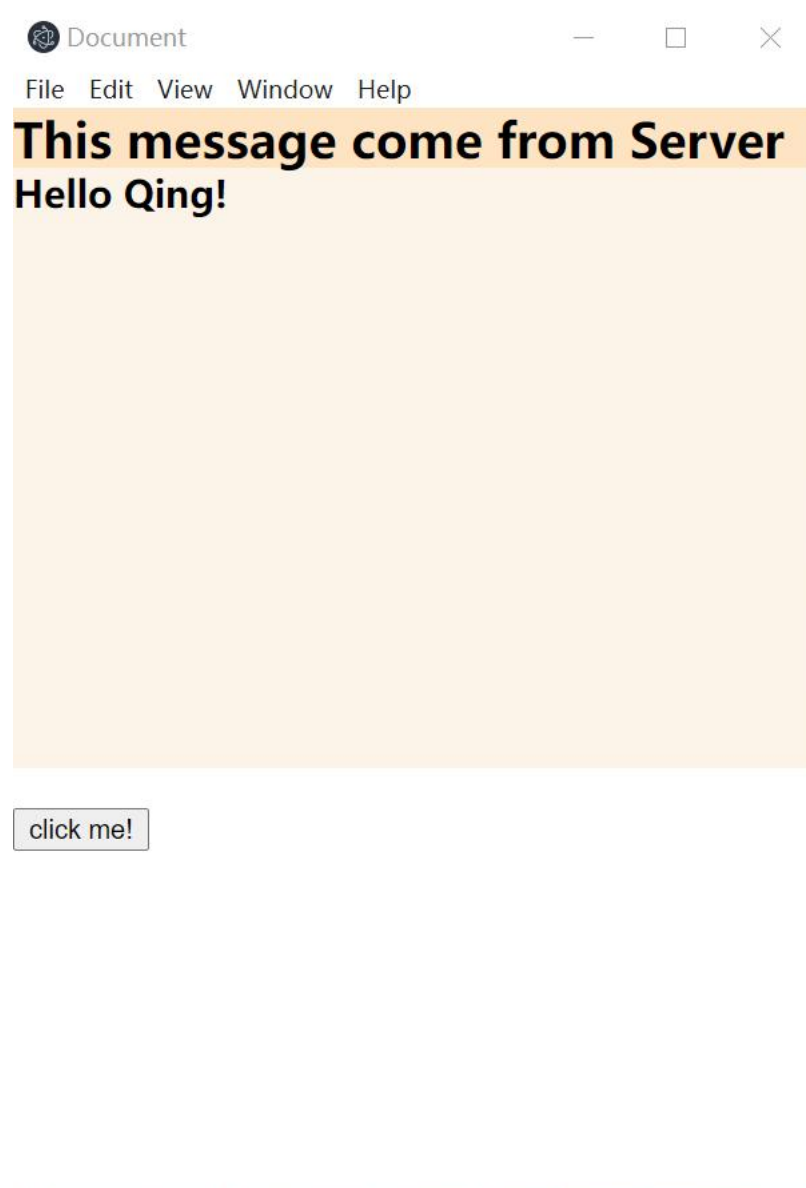 Document
File Edit View Window Help
This message come from Server
Hello Qing!
click me!